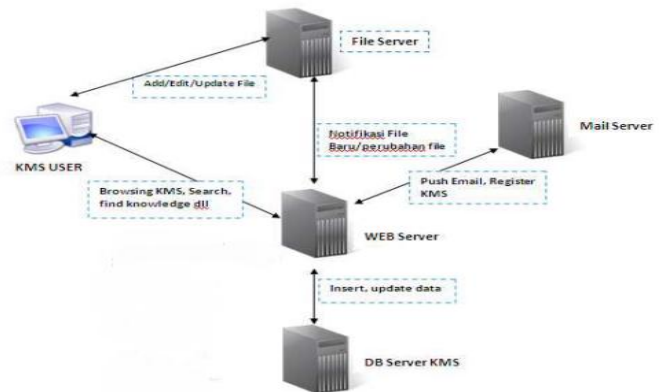 File Server
Add/Edit/Update File
Mail Server
Notifikasi File
Baru/perubahan file
KMS USER
Browsing KMS, Search,
find knowledge dll
Push Email, Register
KMS
WEB Server
Insert, update data
DB Server KMS